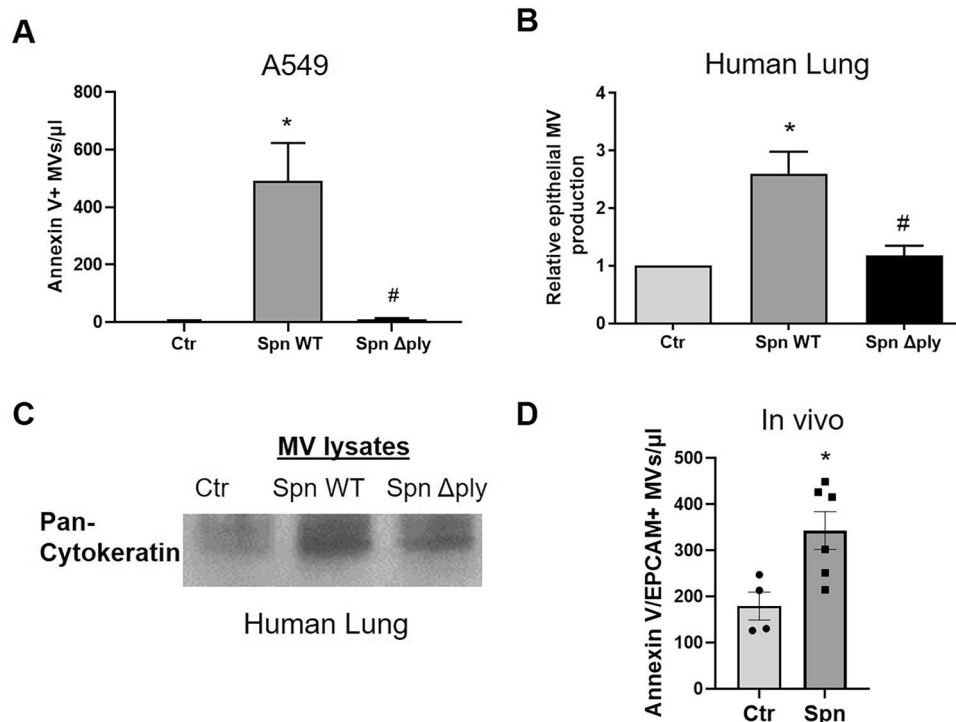 A
A549
Annexin V+ MVs/µl
800
600
400
200
0
*
#
Ctr
Spn WT
Spn Δply
B
Human Lung
Relative epithelial MV
production
4
3
2
1
0
*
#
Ctr
Spn WT
Spn Δply
C
MV lysates
Ctr Spn WT Spn Δply
Pan-
Cytokeratin
Human Lung
D
In vivo
Annexin V/EPCAM+ MVs/µl
500
400
300
200
100
0
*
Ctr
Spn